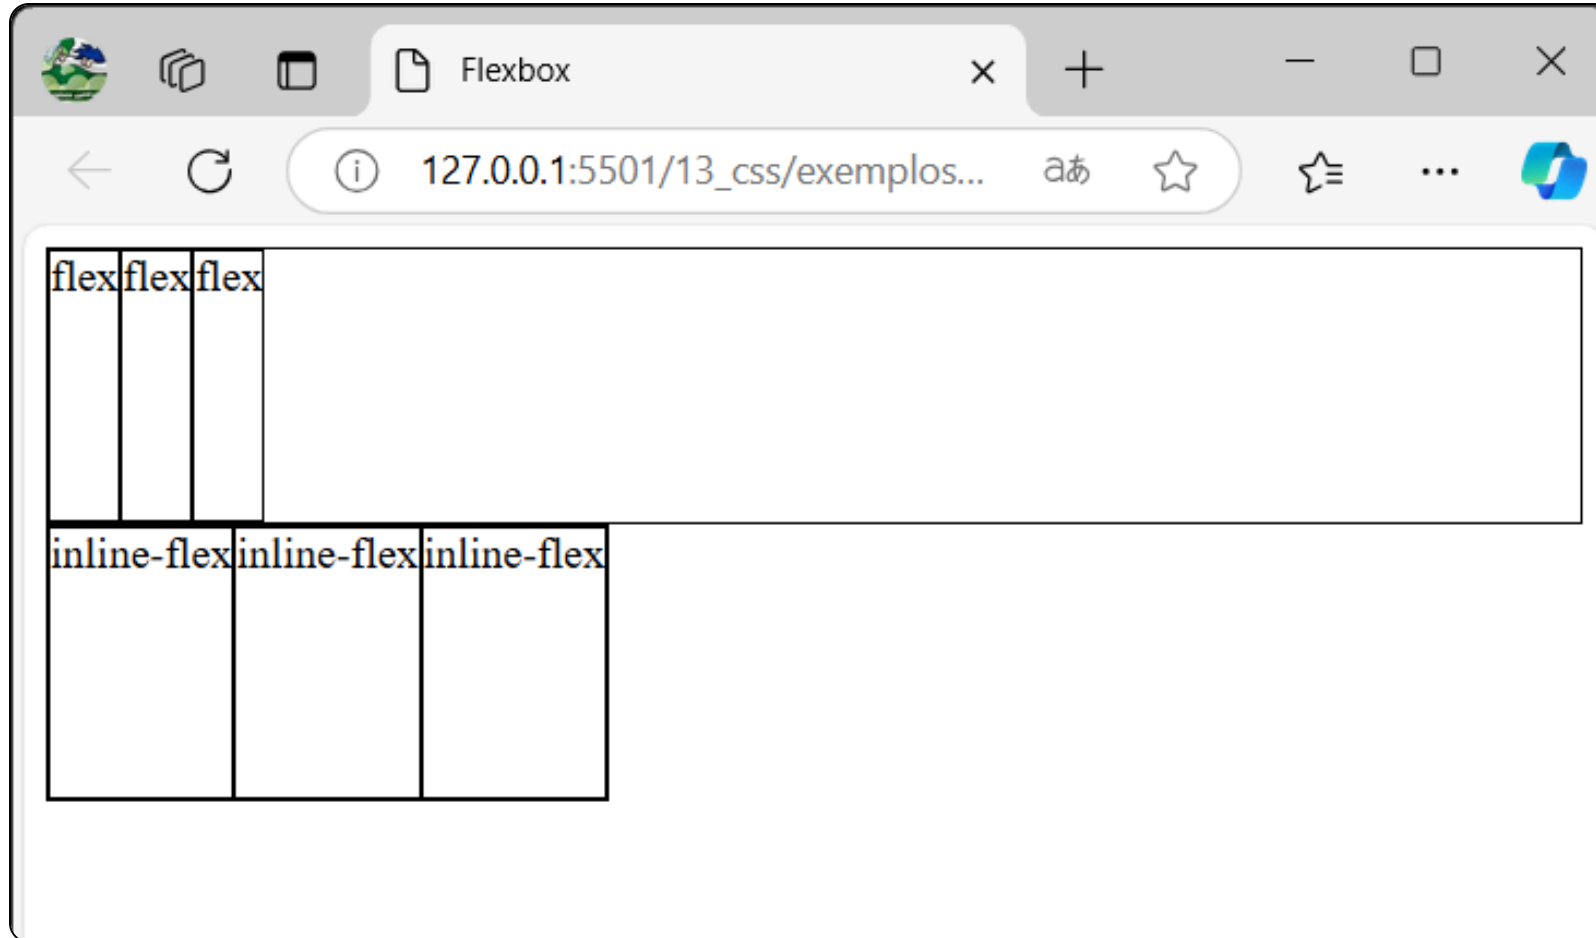 Flexbox
127.0.0.1:5501/13_css/exemplos... aあ
flex flex flex
inline-flex inline-flex inline-flex